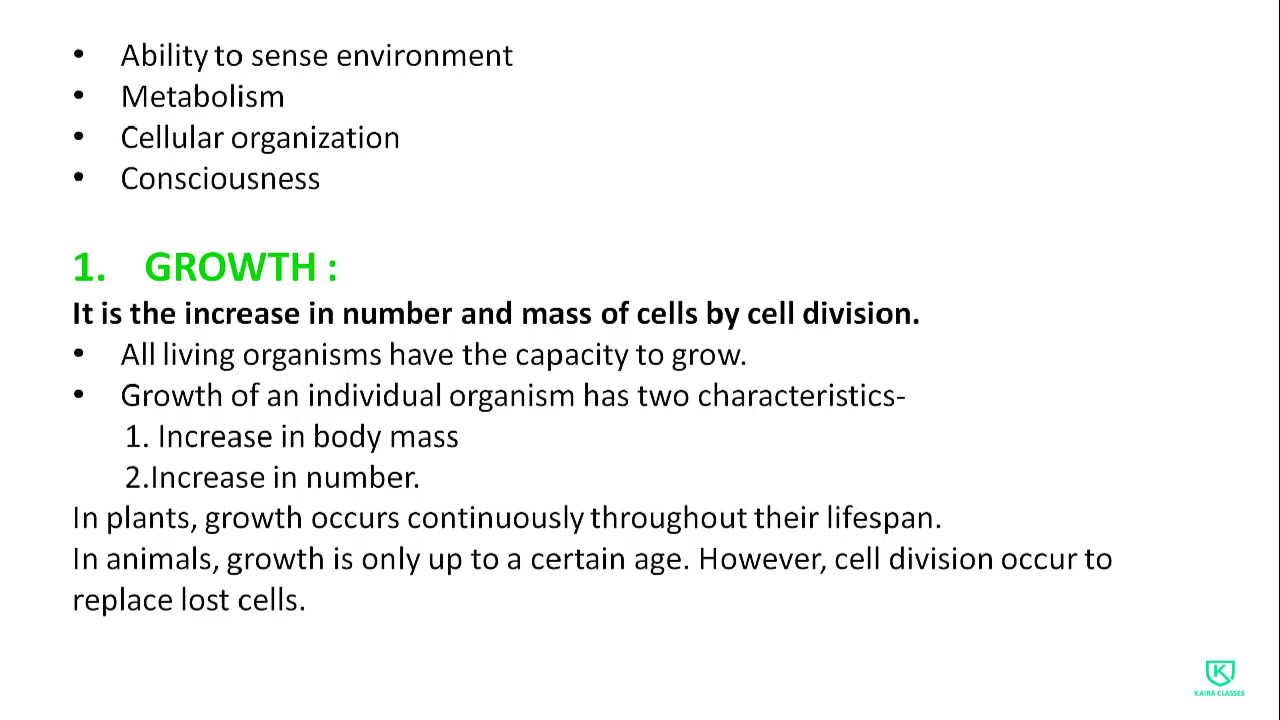 • Ability to sense environment
• Metabolism
• Cellular organization
• Consciousness
1. GROWTH :
It is the increase in number and mass of cells by cell division.
• All living organisms have the capacity to grow.
• Growth of an individual organism has two characteristics-
1. Increase in body mass
2.Increase in number.
In plants, growth occurs continuously throughout their lifespan.
In animals, growth is only up to a certain age. However, cell division occur to
replace lost cells.
K
KAIRA CLASSES